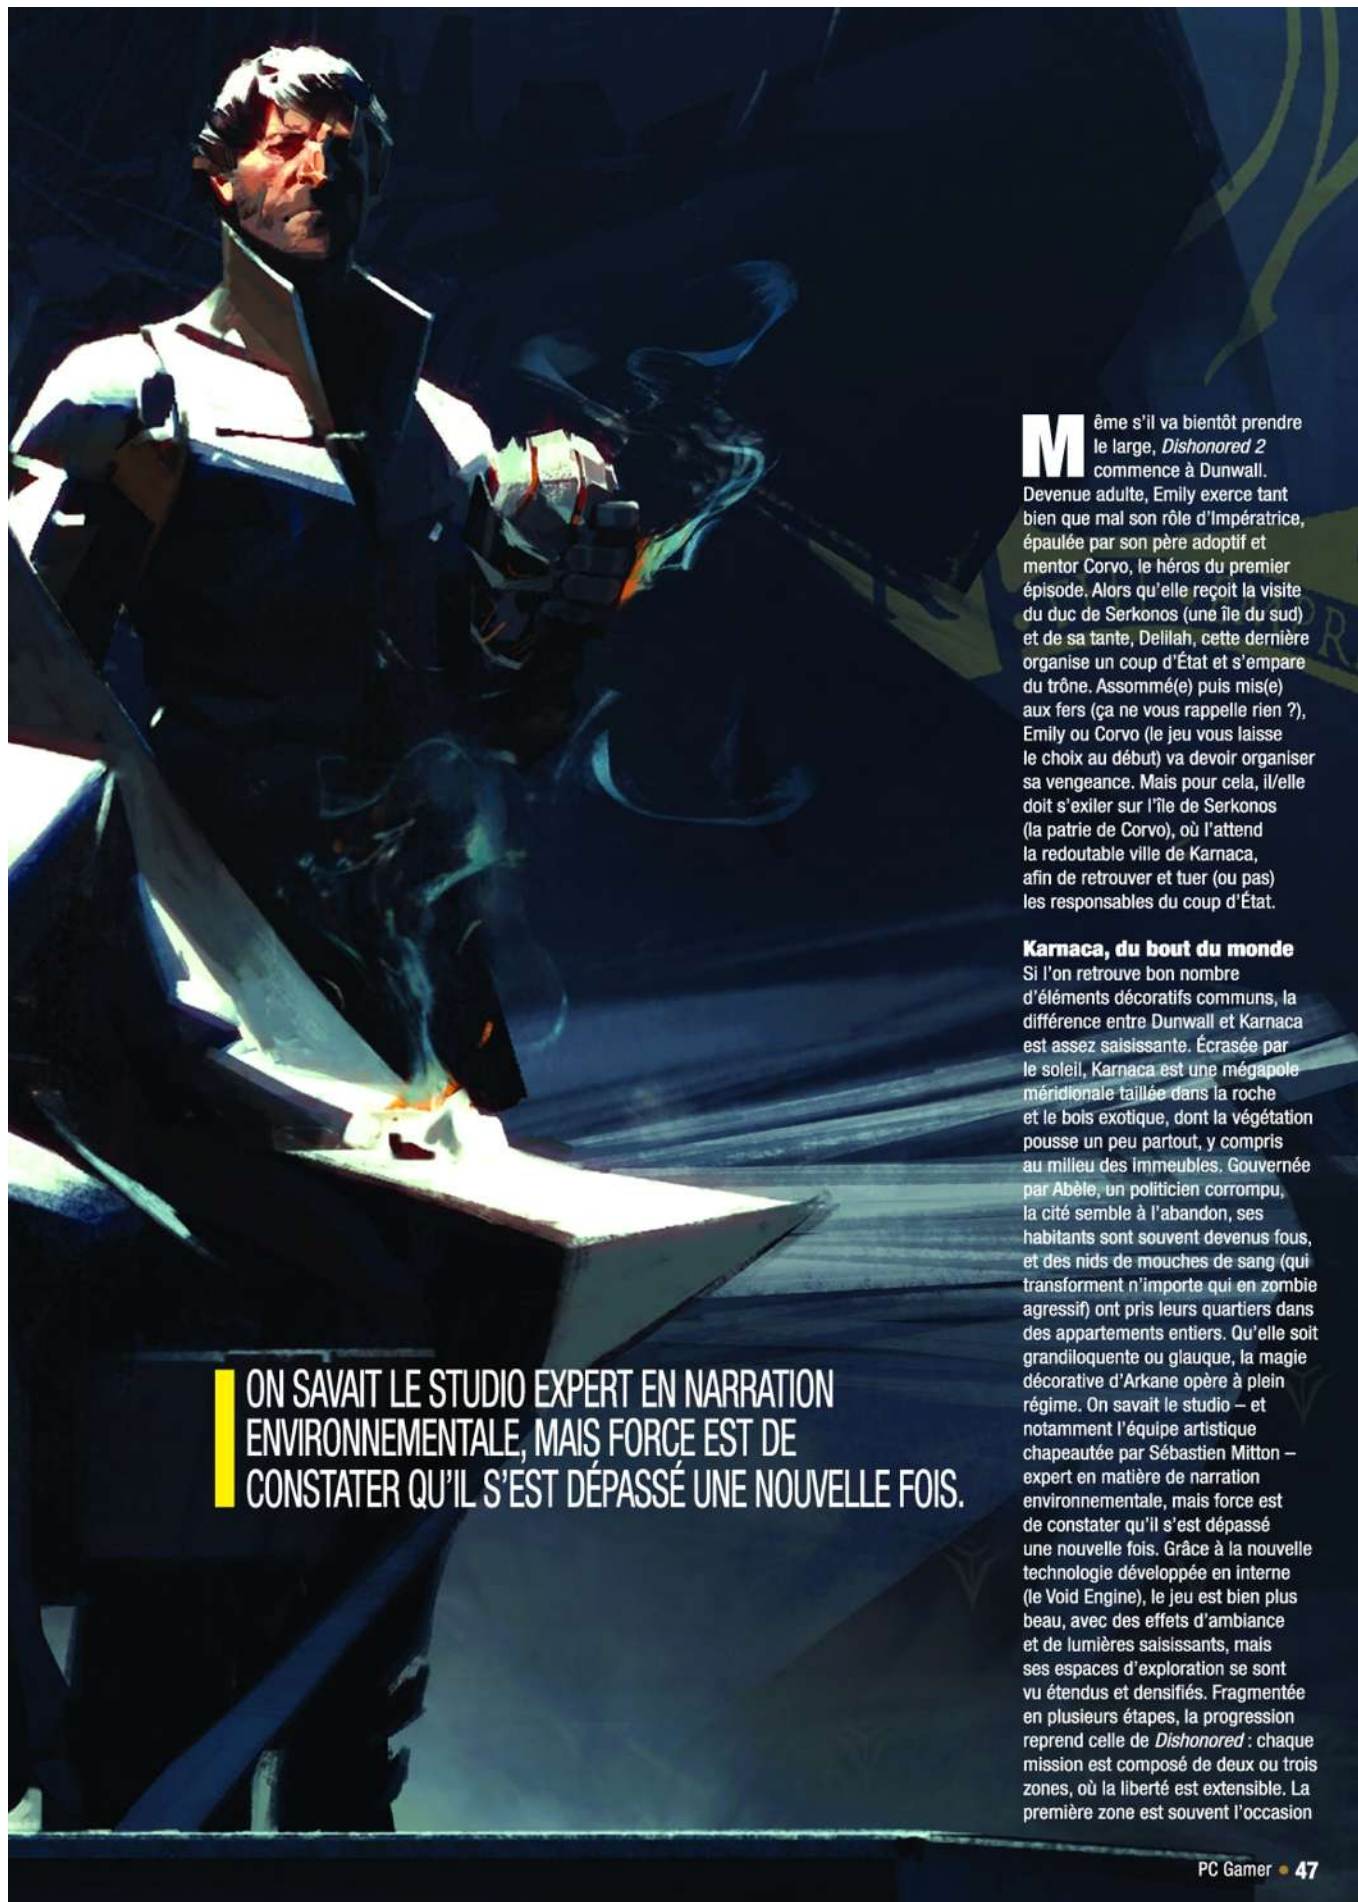 Même s'il va bientôt prendre
le large, Dishonored 2
commence à Dunwall.
Devenue adulte, Emily exerce tant
bien que mal son rôle d'Impératrice,
épaulée par son père adoptif et
mentor Corvo, le héros du premier
épisode. Alors qu'elle reçoit la visite
du duc de Serkonos (une île du sud)
et de sa tante, Delilah, cette dernière
organise un coup d'État et s'empare
du trône. Assommé(e) puis mis(e)
aux fers (ça ne vous rappelle rien ?),
Emily ou Corvo (le jeu vous laisse
le choix au début) va devoir organiser
sa vengeance. Mais pour cela, il/elle
doit s'exiler sur l'île de Serkonos
(la patrie de Corvo), où l'attend
la redoutable ville de Karnaca,
afin de retrouver et tuer (ou pas)
les responsables du coup d'État.
Karnaca, du bout du monde
Si l'on retrouve bon nombre
d'éléments décoratifs communs, la
différence entre Dunwall et Karnaca
est assez saisissante. Écrasée par
le soleil, Karnaca est une mégapole
méridionale taillée dans la roche
et le bois exotique, dont la végétation
pousse un peu partout, y compris
au milieu des immeubles. Gouvernée
par Abèle, un politicien corrompu,
la cité semble à l'abandon, ses
habitants sont souvent devenus fous,
et des nids de mouches de sang (qui
transforment n'importe qui en zombie
agressif) ont pris leurs quartiers dans
des appartements entiers. Qu'elle soit
grandiloquente ou glauque, la magie
décorative d'Arkane opère à plein
régime. On savait le studio – et
notamment l'équipe artistique
chapeautée par Sébastien Mitton –
expert en matière de narration
environnementale, mais force est
de constater qu'il s'est dépassé
une nouvelle fois. Grâce à la nouvelle
technologie développée en interne
(le Void Engine), le jeu est bien plus
beau, avec des effets d'ambiance
et de lumières saisissants, mais
ses espaces d'exploration se sont
vu étendus et densifiés. Fragmentée
en plusieurs étapes, la progression
reprend celle de Dishonored : chaque
mission est composé de deux ou trois
zones, où la liberté est extensible. La
première zone est souvent l'occasion
ON SAVAIT LE STUDIO EXPERT EN NARRATION
ENVIRONNEMENTALE, MAIS FORCE EST DE
CONSTATER QU'IL S'EST DÉPASSÉ UNE NOUVELLE FOIS.
PC Gamer • 47